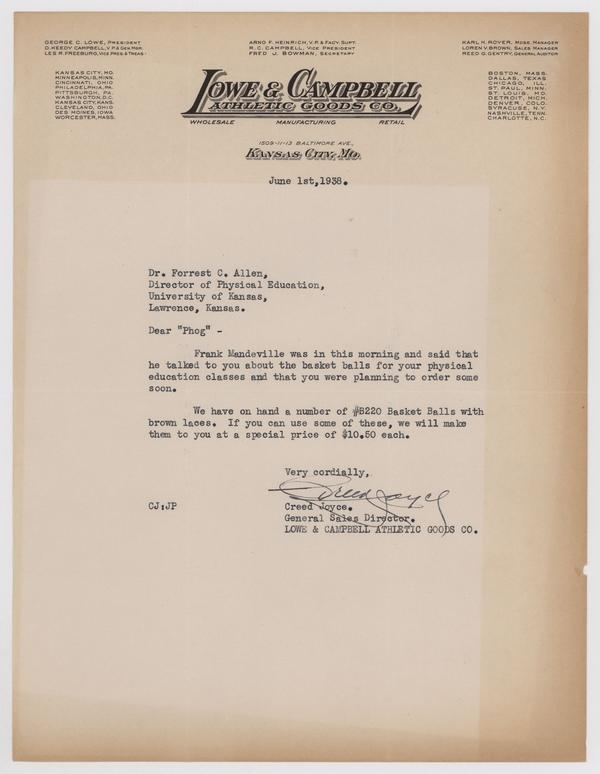 GEORGE C. LOWE, PRESIDENT
D. KEEDY CAMPBELL, V. P. & GEN. MGR.
LES R. FREEBURG, VICE PRES. & TREAS.
ARNO F. HEINRICH, V. P. & FACY. SUPT.
R. C. CAMPBELL, VICE PRESIDENT
FRED J. BOWMAN, SECRETARY
KARL H. ROYER, MDSE. MANAGER
LOREN V. BROWN, SALES MANAGER
REED G. GENTRY, GENERAL AUDITOR
KANSAS CITY, MO.
MINNEAPOLIS, MINN.
CINCINNATI, OHIO
PHILADELPHIA, PA.
PITTSBURGH, PA.
WASHINGTON, D.C.
KANSAS CITY, KANS.
CLEVELAND, OHIO
DES MOINES, IOWA
WORCESTER, MASS.
LOWE & CAMPBELL
ATHLETIC GOODS CO.
WHOLESALE MANUFACTURING RETAIL
1509-11-13 BALTIMORE AVE.,
KANSAS CITY, MO.
BOSTON, MASS.
DALLAS, TEXAS
CHICAGO, ILL.
ST. PAUL, MINN.
ST. LOUIS, MO.
DETROIT, MICH.
DENVER, COLO.
SYRACUSE, N.Y.
NASHVILLE, TENN.
CHARLOTTE, N.C.
June 1st,1938.
Dr. Forrest C. Allen,
Director of Physical Education,
University of Kansas,
Lawrence, Kansas.
Dear "Phog" -
Frank Mandeville was in this morning and said that
he talked to you about the basket balls for your physical
education classes and that you were planning to order some
soon.
We have on hand a number of #B220 Basket Balls with
brown laces. If you can use some of these, we will make
them to you at a special price of $10.50 each.
Very cordially,
Creed Joyce
CJ:JP
Creed Joyce.
General Sales Director.
LOWE & CAMPBELL ATHLETIC GOODS CO.